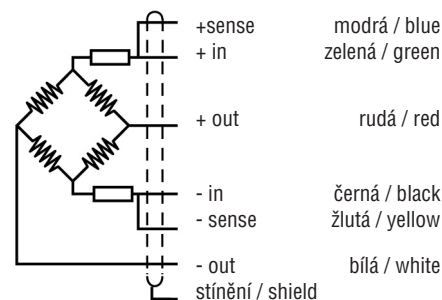 +sense modrá / blue
+ in zelená / green
+ out rudá / red
- in černá / black
- sense žlutá / yellow
- out bílá / white
stínění / shield